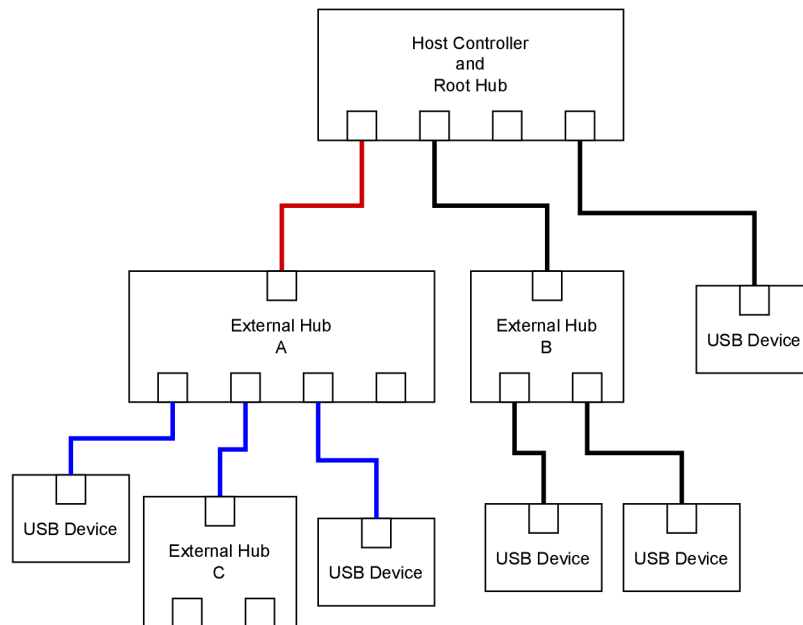 Host Controller
and
Root Hub
External Hub
A
External Hub
B
USB Device
USB Device
External Hub
C
USB Device
USB Device
USB Device